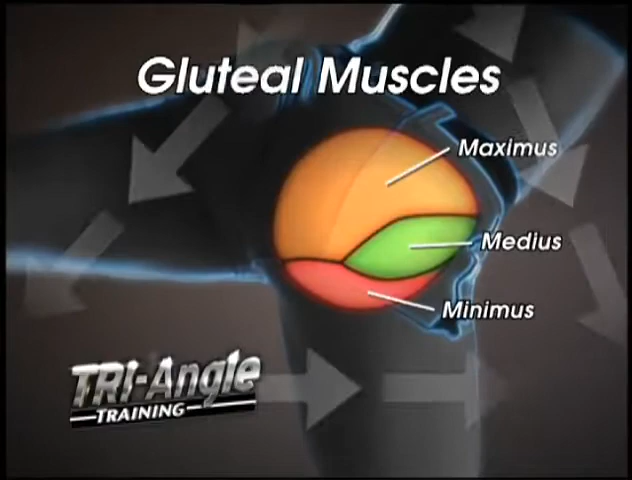 Gluteal Muscles
Maximus
Medius
Minimus
TRI-Angle
TRAINING